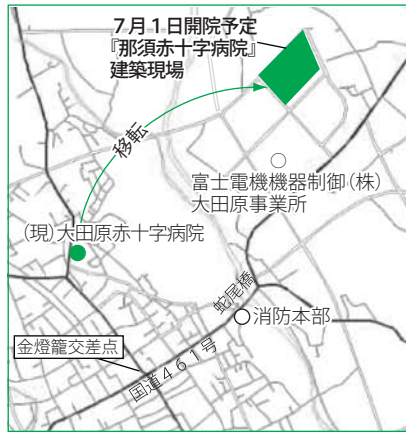 ７月１日開院予定
『那須赤十字病院』
建築現場
移転
富士電機機器制御(株)
大田原事業所
(現)大田原赤十字病院
蛇尾橋
消防本部
金燈籠交差点
国道４６１号